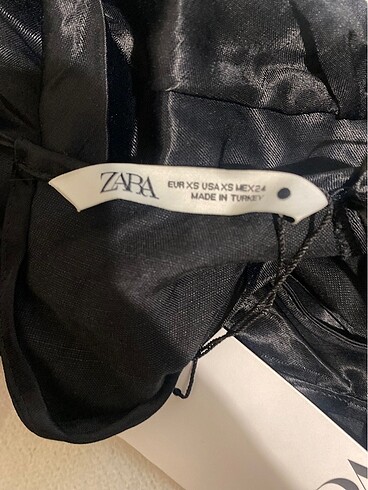 ZARA
EUR XS USA XS MEX 24
MADE IN TURKEY